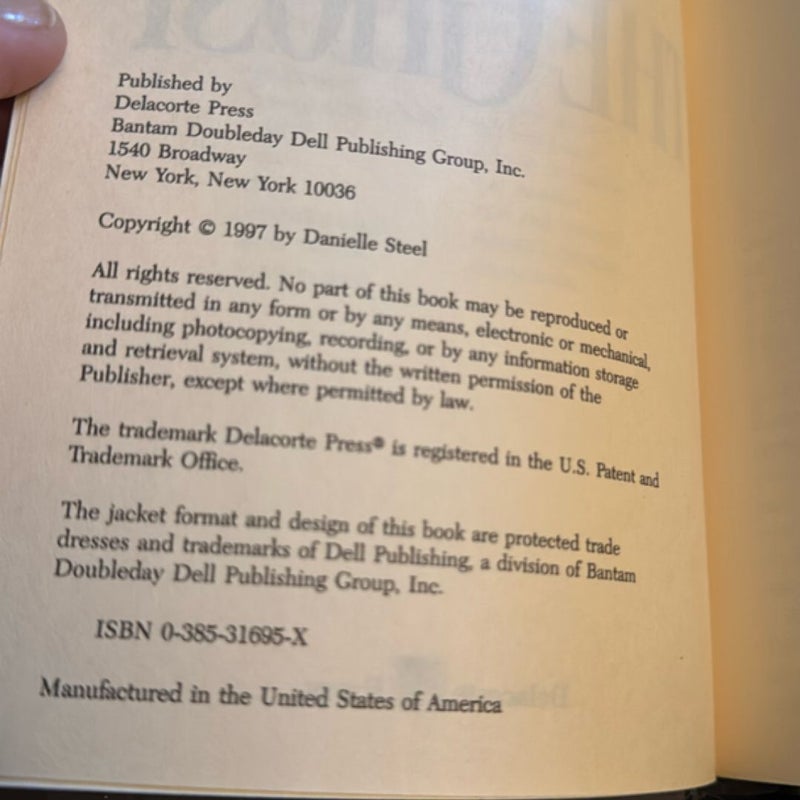 Published by
Delacorte Press
Bantam Doubleday Dell Publishing Group, Inc.
1540 Broadway
New York, New York 10036
Copyright © 1997 by Danielle Steel
All rights reserved. No part of this book may be reproduced or
transmitted in any form or by any means, electronic or mechanical,
including photocopying, recording, or by any information storage
and retrieval system, without the written permission of the
Publisher, except where permitted by law.
The trademark Delacorte Press® is registered in the U.S. Patent and
Trademark Office.
The jacket format and design of this book are protected trade
dresses and trademarks of Dell Publishing, a division of Bantam
Doubleday Dell Publishing Group, Inc.
ISBN 0-385-31695-X
Manufactured in the United States of America